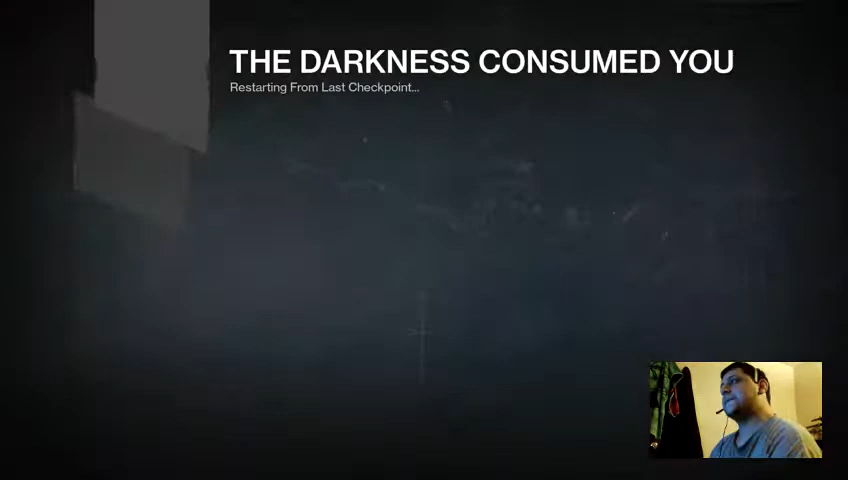 THE DARKNESS CONSUMED YOU
Restarting From Last Checkpoint...